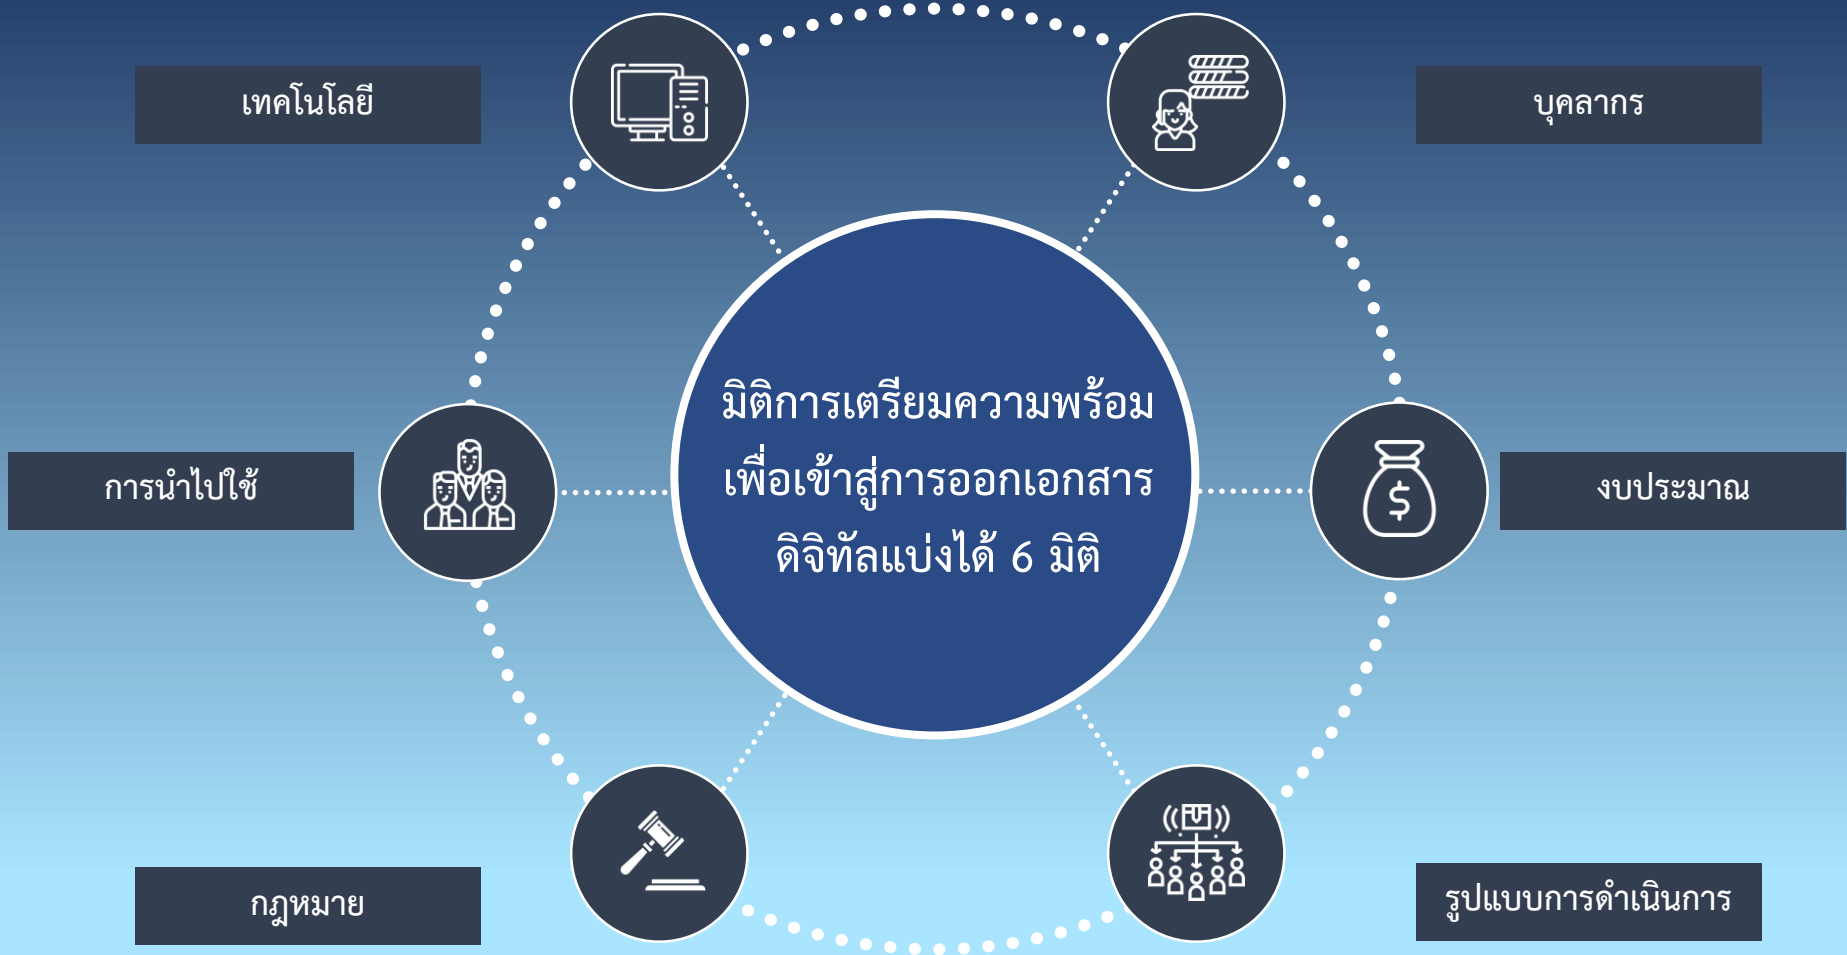 เทคโนโลยี
บุคลากร
มิติการเตรียมความพร้อม
เพื่อเข้าสู่การออกเอกสาร
ดิจิทัลแบ่งได้ 6 มิติ
การนำไปใช้
งบประมาณ
กฎหมาย
รูปแบบการดำเนินการ